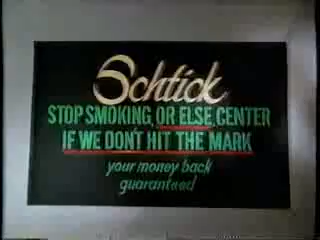 Schtick
STOP SMOKING, OR ELSE, CENTER
IF WE DON'T HIT THE MARK
your money back
guaranteed